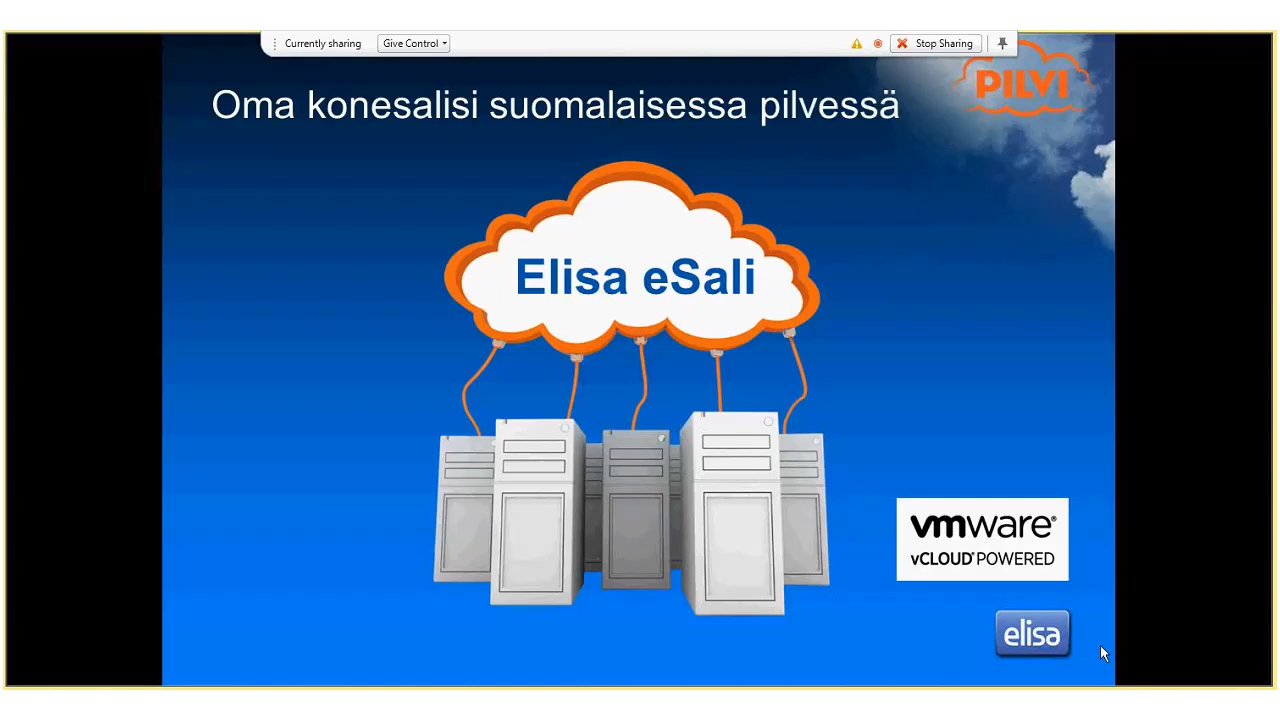 Currently sharing
Give Control
Stop Sharing
PILVI
Oma konesalisi suomalaisessa pilvessä
Elisa eSali
vmware®
vCLOUD® POWERED
elisa